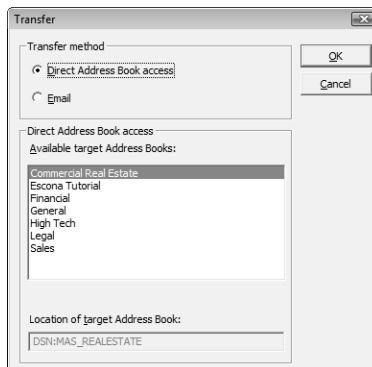 Transfer
Transfer method
Direct Address Book access
Email
OK
Cancel
Direct Address Book access
Available target Address Books:
Commercial Real Estate
Escona Tutorial
Financial
General
High Tech
Legal
Sales
Location of target Address Book:
DSN:MAS_REALESTATE